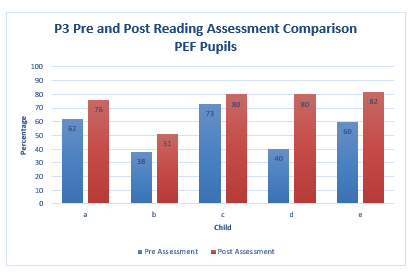 P3 Pre and Post Reading Assessment Comparison
PEF Pupils
Percentage
100
90
80
70
60
50
40
30
20
10
0
62 76 38 51 73 80 40 80 60 82
a b c d e
Child
Pre Assessment Post Assessment